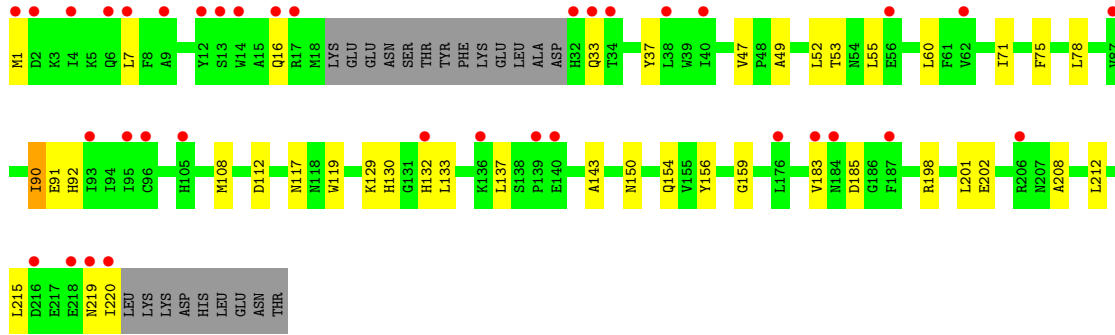 M1 D2 K3 I4 K5 Q6 L7 F8 A9 Y12 S13 W14 A15 Q16 R17 M18 LYS GLU GLU ASN SER THR TYR PHE LYS GLU GLU LEU ALA ASP H32 Q33 T34 Y37 L38 W39 I40 V47 P48 A49 L52 T53 N54 L55 E56 L60 F61 V62 I71 F75 L78 V87
I90 E91 H92 I93 I94 I95 C96 H105 M108 D112 N117 N118 W119 K129 H130 G131 H132 L133 K136 L137 S138 P139 E140 A143 N150 Q154 V155 Y156 G159 L176 V183 N184 D185 G186 F187 R198 L201 E202 R206 N207 A208 L212
L215 D216 E217 E218 N219 I220 LEU LYS LYS ASP HIS LEU GLU ASN THR